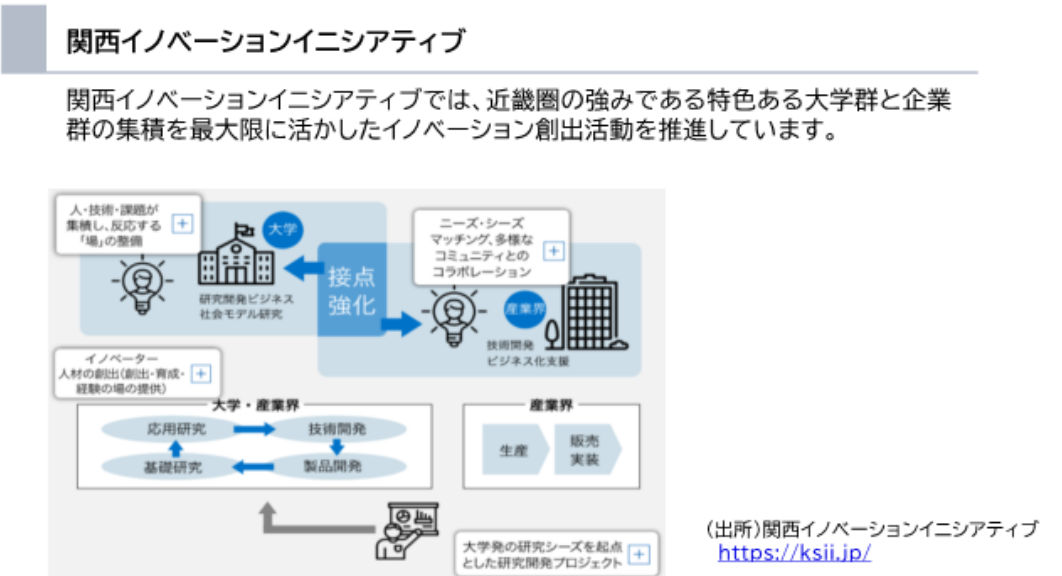 関西イノベーションイニシアティブ
関西イノベーションイニシアティブでは、近畿圏の強みである特色ある大学群と企業
群の集積を最大限に活かしたイノベーション創出活動を推進しています。
人・技術・課題が
集積し、反応する
「場」の整備
大学
研究開発ビジネス
社会モデル研究
接点
強化
ニーズ・シーズ
マッチング、多様な
コミュニティとの
コラボレーション
産業界
技術開発
ビジネス化支援
イノベーター
人材の創出(創出・育成・
経験の場の提供)
大学・産業界
応用研究
技術開発
基礎研究
製品開発
産業界
生産
販売
実装
大学発の研究シーズを起点
とした研究開発プロジェクト
(出所)関西イノベーションイニシアティブ
https://ksii.jp/